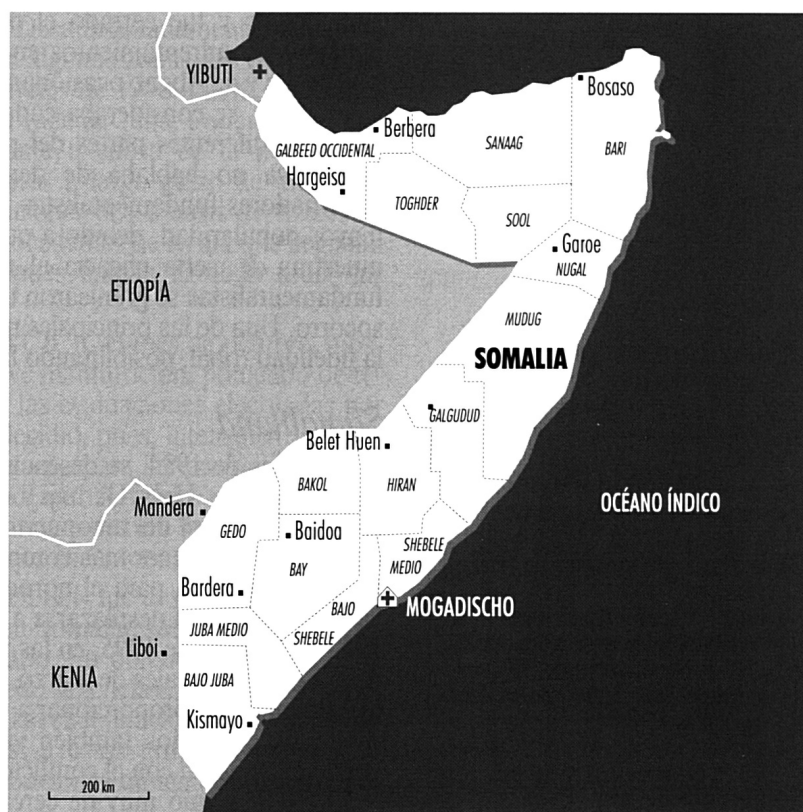 YIBUTI
Bosaso
Berbera
GALBEED OCCIDENTAL
SANAAG
BARI
Hargeisa
TOGHDER
SOOL
Garoe
NUGAL
ETIOPÍA
MUDUG
SOMALIA
GALGUDUD
Belet Huen
BAKOL
HIRAN
OCÉANO ÍNDICO
Mandera
GEDO
Baidoa
SHEBELE
MEDIO
BAY
Bardera
BAJO
MOGADISCHO
JUBA MEDIO
SHEBELE
Liboi
KENIA
BAJO JUBA
Kismayo
200 km